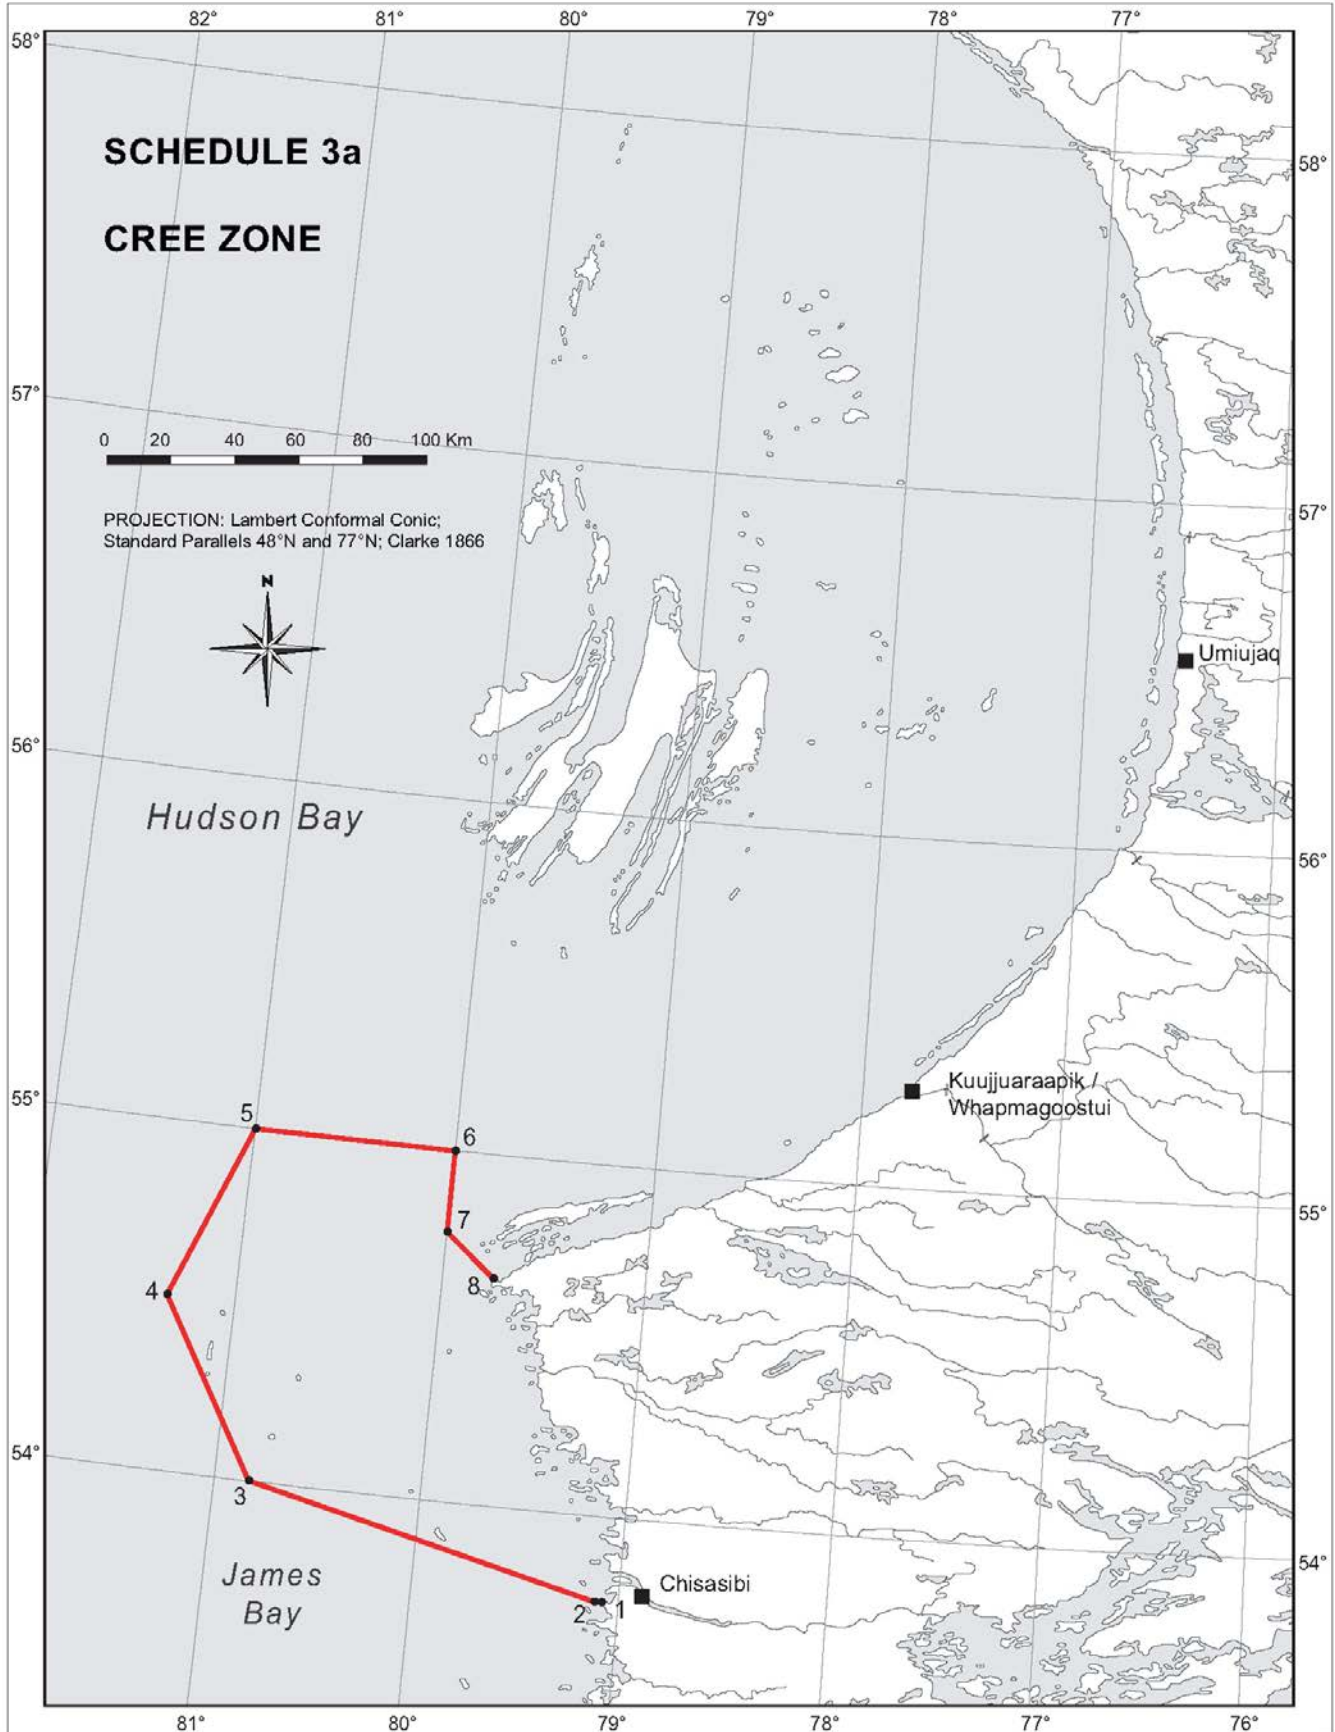 82° 81° 80° 79° 78° 77°
58°
SCHEDULE 3a
58°
CREE ZONE
57°
0 20 40 60 80 100 Km
57°
PROJECTION: Lambert Conformal Conic;
Standard Parallels 48°N and 77°N; Clarke 1866
N
Umiujaq
56°
Hudson Bay
56°
Kuujjuaraapik /
Whapmagoostui
55°
5
6
55°
7
8
4
54°
3
54°
James
Bay
Chisasibi
2 1
81° 80° 79° 78° 77° 76°